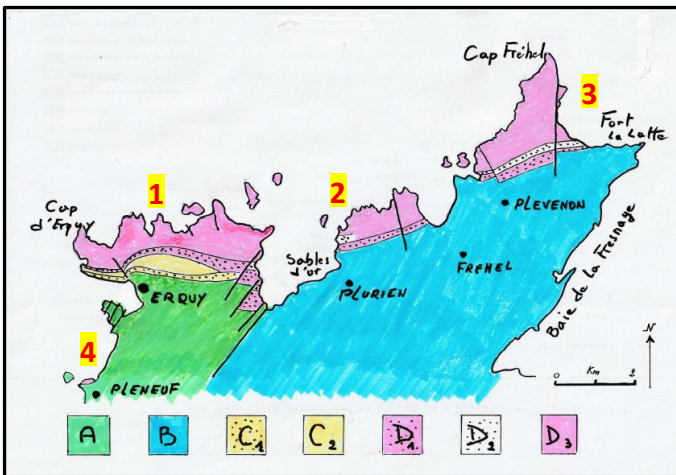 Cap Fréhel
3
Fort
La Latte
1
2
PLEVENON
Cap
d'Erquy
Sables
d'or
FREHEL
Baie de la Fresnaye
ERQUY
PLURIEN
4
N
Km
0 2
PLENEUF
A B C1 C2 D1 D2 D3